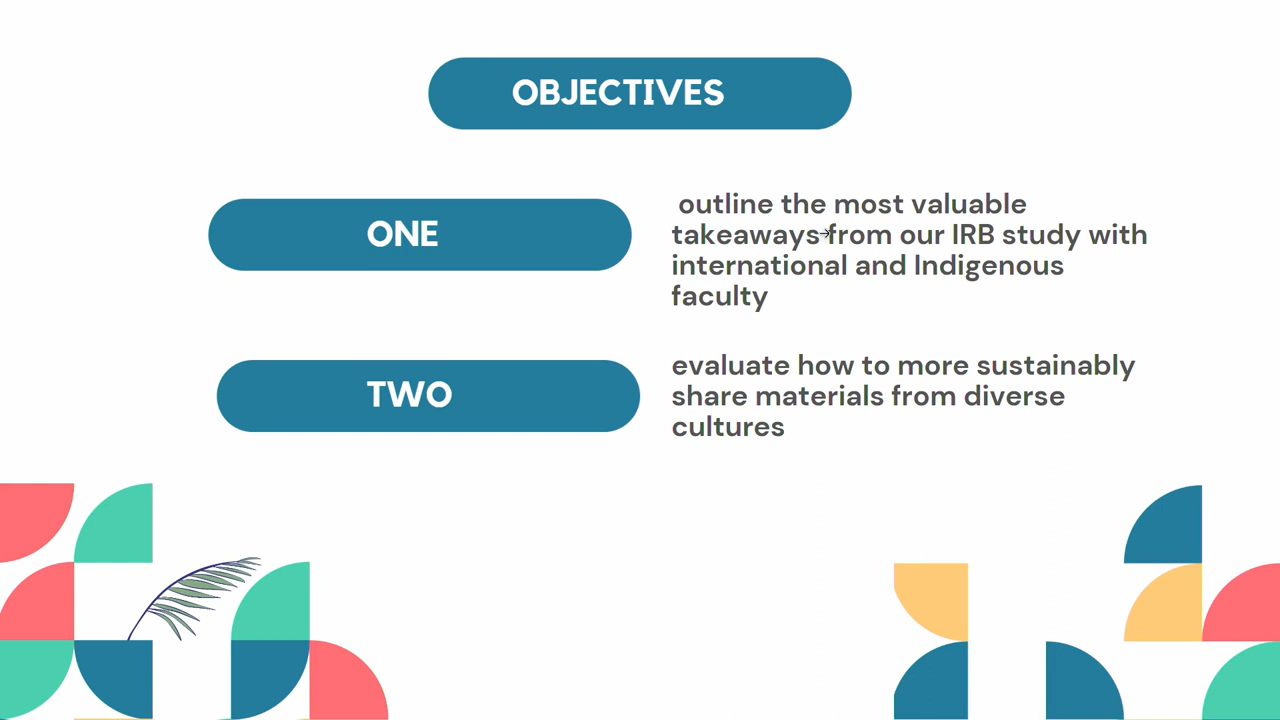 OBJECTIVES
ONE
outline the most valuable
takeaways from our IRB study with
international and Indigenous
faculty
TWO
evaluate how to more sustainably
share materials from diverse
cultures